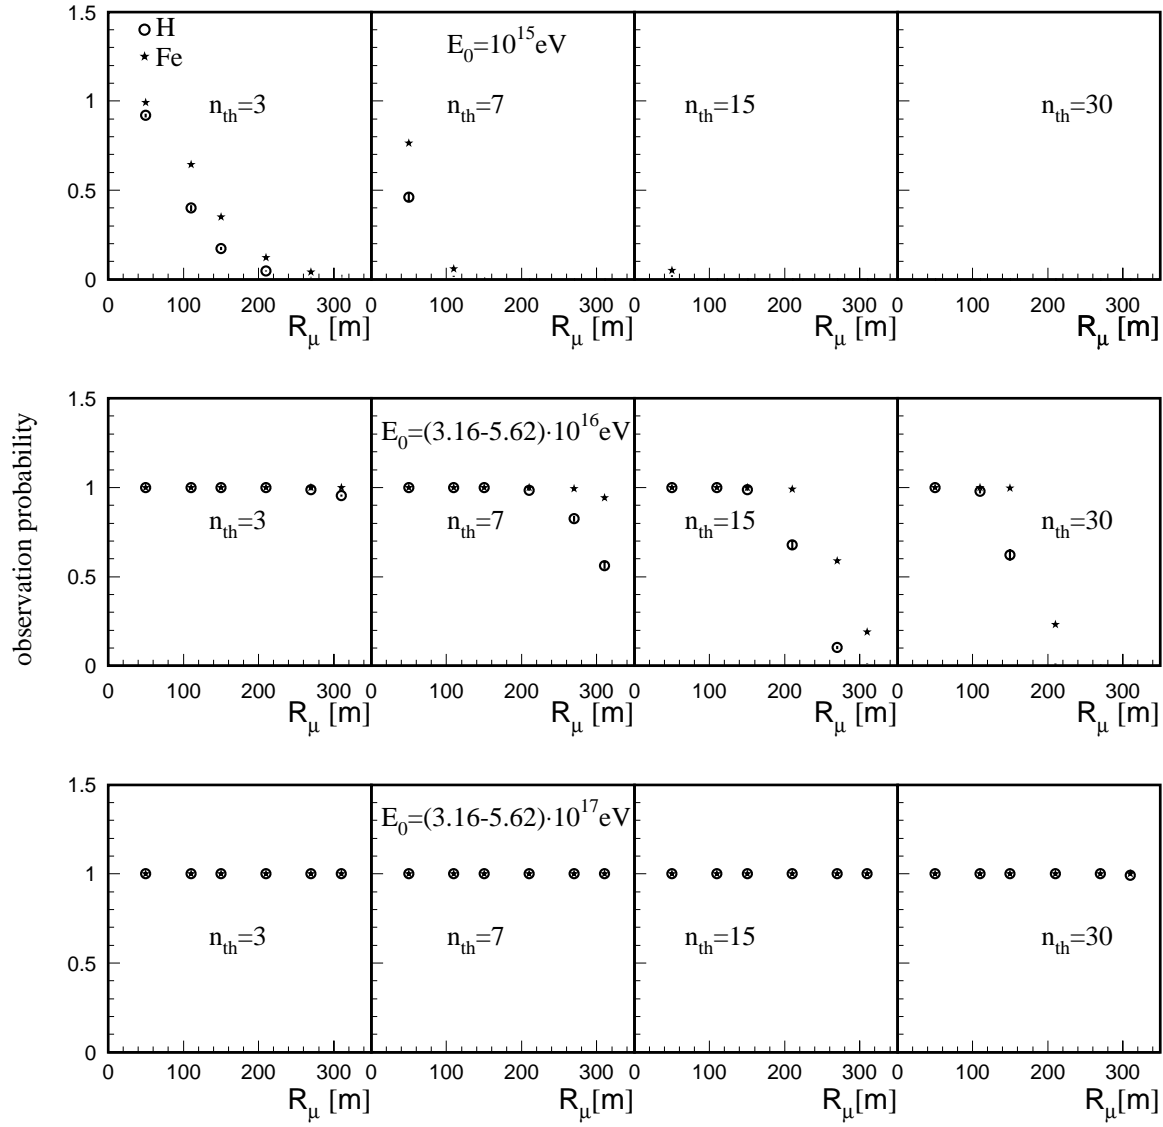 observation probability
H
Fe
E0=10^15eV
nth=3
nth=7
nth=15
nth=30
1.5
1
0.5
0
0 100 200 300 0 100 200 300 0 100 200 300 0 100 200 300
Rμ [m] Rμ [m] Rμ [m] Rμ [m]
E0=(3.16-5.62)·10^16eV
nth=3
nth=7
nth=15
nth=30
1.5
1
0.5
0
0 100 200 300 0 100 200 300 0 100 200 300 0 100 200 300
Rμ [m] Rμ [m] Rμ [m] Rμ [m]
E0=(3.16-5.62)·10^17eV
nth=3
nth=7
nth=15
nth=30
1.5
1
0.5
0
0 100 200 300 0 100 200 300 0 100 200 300 0 100 200 300
Rμ[m] Rμ[m] Rμ[m] Rμ[m]